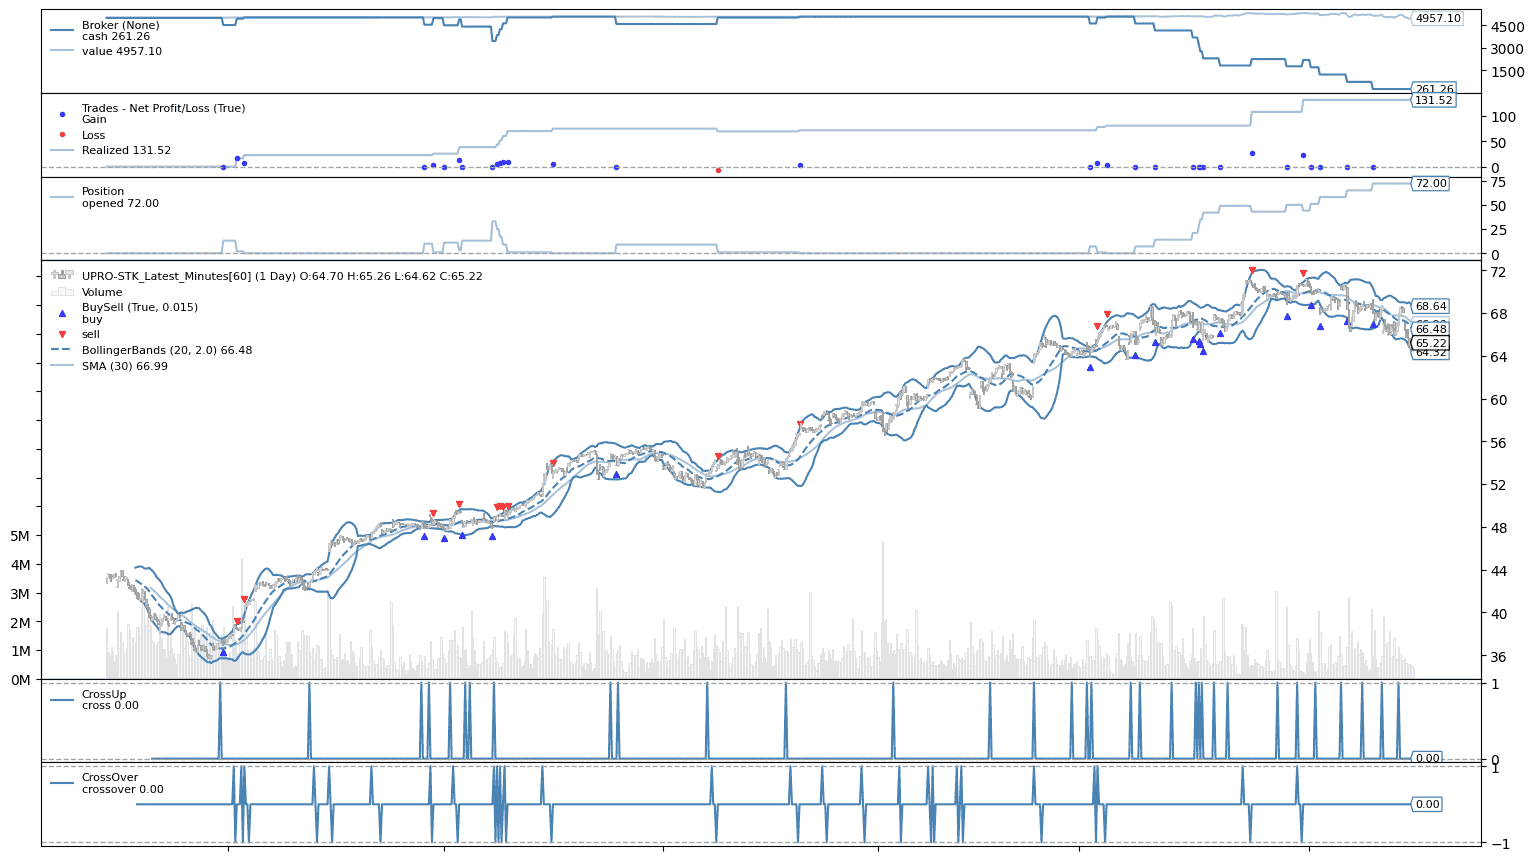 Broker (None)
cash 261.26
value 4957.10
4957.10
4500
3000
1500
261.26
Trades - Net Profit/Loss (True)
Gain
Loss
Realized 131.52
131.52
100
50
0
Position
opened 72.00
72.00
75
50
25
0
UPRO-STK_Latest_Minutes[60] (1 Day) O:64.70 H:65.26 L:64.62 C:65.22
Volume
BuySell (True, 0.015)
buy
sell
BollingerBands (20, 2.0) 66.48
SMA (30) 66.99
72
68.64
68
66.48
65.22
64.32
64
60
56
52
48
44
40
36
5M
4M
3M
2M
1M
0M
CrossUp
cross 0.00
1
0.00
0
CrossOver
crossover 0.00
1
0.00
−1